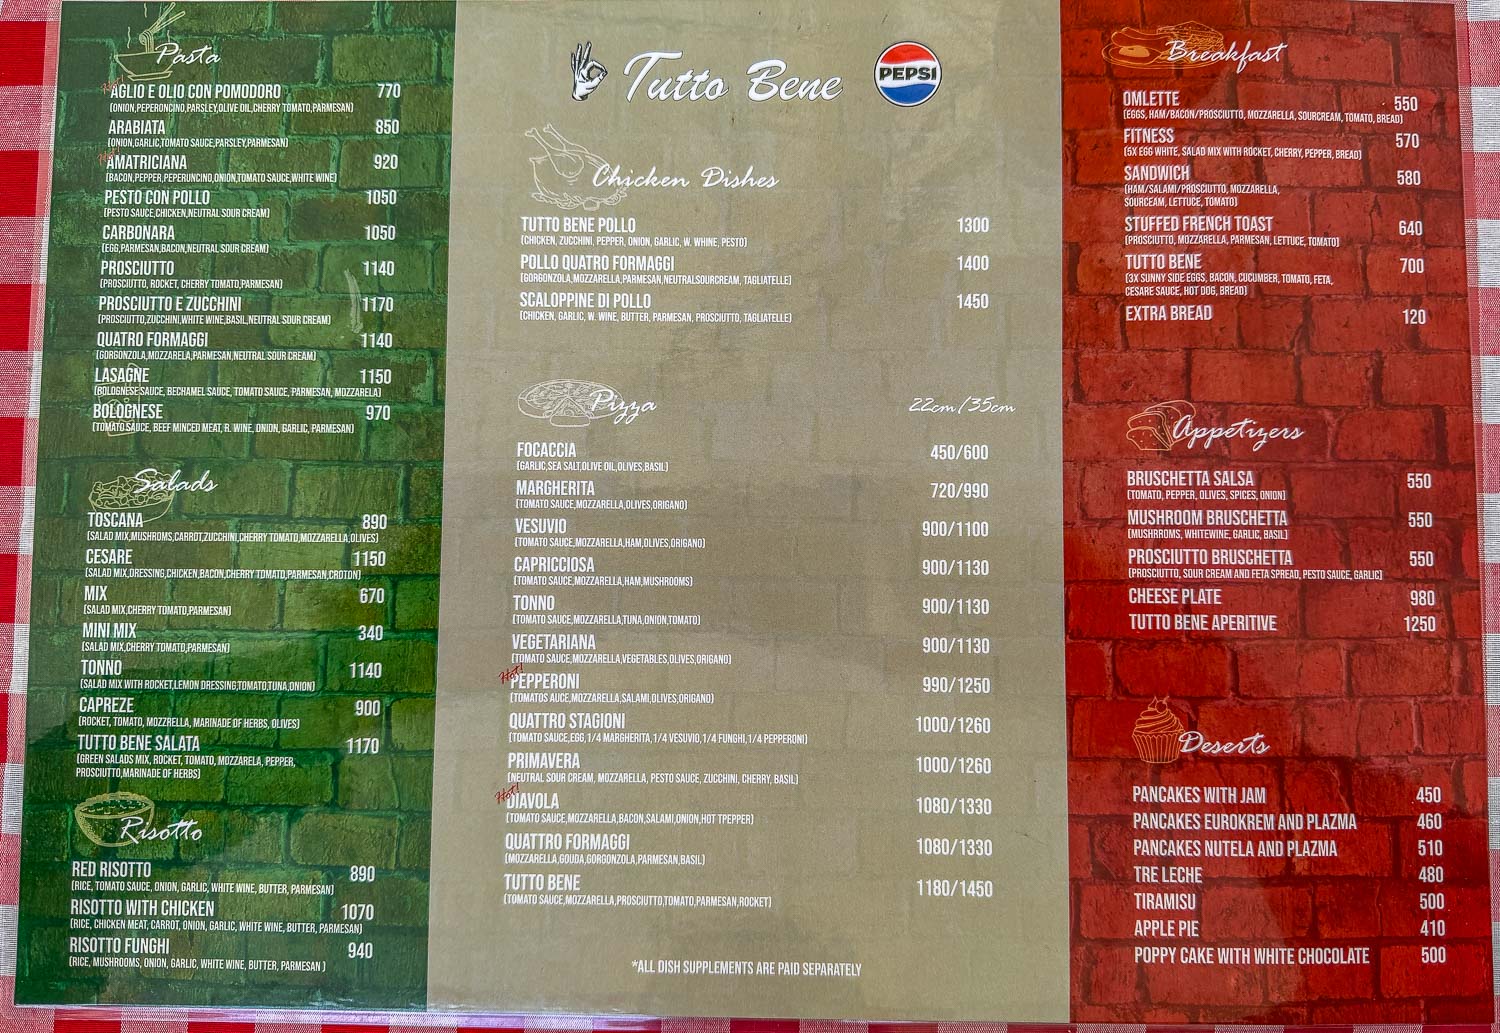 Pasta
Hot!
AGLIO E OLIO CON POMODORO 770
(ONION,PEPERONCINO,PARSLEY,OLIVE OIL,CHERRY TOMATO,PARMESAN)
ARABIATA 850
(ONION,GARLIC,TOMATO SAUCE,PARSLEY,PARMESAN)
Hot!
AMATRICIANA 920
(BACON,PEPPER,PEPERUNCINO,ONION,TOMATO SAUCE,WHITE WINE)
PESTO CON POLLO 1050
(PESTO SAUCE,CHICKEN,NEUTRAL SOUR CREAM)
CARBONARA 1050
(EGG,PARMESAN,BACON,NEUTRAL SOUR CREAM)
PROSCIUTTO 1140
(PROSCIUTTO, ROCKET, CHERRY TOMATO,PARMESAN)
PROSCIUTTO E ZUCCHINI 1170
(PROSCIUTTO,ZUCCHINI,WHITE WINE,BASIL,NEUTRAL SOUR CREAM)
QUATRO FORMAGGI 1140
(GORGONZOLA,MOZZARELA,PARMESAN,NEUTRAL SOUR CREAM)
LASAGNE 1150
(BOLOGNESE SAUCE, BECHAMEL SAUCE, TOMATO SAUCE, PARMESAN, MOZZARELA)
BOLOGNESE 970
(TOMATO SAUCE, BEEF MINCED MEAT, R. WINE, ONION, GARLIC, PARMESAN)
Salads
TOSCANA 890
(SALAD MIX,MUSHROMS,CARROT,ZUCCHINI,CHERRY TOMATO,MOZZARELLA,OLIVES)
CESARE 1150
(SALAD MIX,DRESSING,CHICKEN,BACON,CHERRY TOMATO,PARMESAN,CROTON)
MIX 670
(SALAD MIX,CHERRY TOMATO,PARMESAN)
MINI MIX 340
(SALAD MIX,CHERRY TOMATO,PARMESAN)
TONNO 1140
(SALAD MIX WITH ROCKET,LEMON DRESSING,TOMATO,TUNA,ONION)
CAPREZE 900
(ROCKET, TOMATO, MOZZRELLA, MARINADE OF HERBS, OLIVES)
TUTTO BENE SALATA 1170
(GREEN SALADS MIX, ROCKET, TOMATO, MOZZARELA, PEPPER,
PROSCIUTTO,MARINADE OF HERBS)
Risotto
RED RISOTTO 890
(RICE, TOMATO SAUCE, ONION, GARLIC, WHITE WINE, BUTTER, PARMESAN)
RISOTTO WITH CHICKEN 1070
(RICE, CHICKEN MEAT, CARROT, ONION, GARLIC, WHITE WINE, BUTTER, PARMESAN)
RISOTTO FUNGHI 940
(RICE, MUSHROOMS, ONION, GARLIC, WHITE WINE, BUTTER, PARMESAN )
Tutto Bene
PEPSI
Chicken Dishes
TUTTO BENE POLLO 1300
(CHICKEN, ZUCCHINI, PEPPER, ONION, GARLIC, W. WHINE, PESTO)
POLLO QUATRO FORMAGGI 1400
(GORGONZOLA,MOZZARELLA,PARMESAN,NEUTRALSOURCREAM, TAGLIATELLE)
SCALOPPINE DI POLLO 1450
(CHICKEN, GARLIC, W. WINE, BUTTER, PARMESAN, PROSCIUTTO, TAGLIATELLE)
Pizza 22cm/35cm
FOCACCIA 450/600
(GARLIC,SEA SALT,OLIVE OIL,OLIVES,BASIL)
MARGHERITA 720/990
(TOMATO SAUCE,MOZZARELLA,OLIVES,ORIGANO)
VESUVIO 900/1100
(TOMATO SAUCE,MOZZARELLA,HAM,OLIVES,ORIGANO)
CAPRICCIOSA 900/1130
(TOMATO SAUCE,MOZZARELLA,HAM,MUSHROOMS)
TONNO 900/1130
(TOMATO SAUCE,MOZZARELLA,TUNA,ONION,TOMATO)
VEGETARIANA 900/1130
(TOMATO SAUCE,MOZZARELLA,VEGETABLES,OLIVES,ORIGANO)
Hot!
PEPPERONI 990/1250
(TOMATOS AUCE,MOZZARELLA,SALAMI,OLIVES,ORIGANO)
QUATTRO STAGIONI 1000/1260
(TOMATO SAUCE,EGG,1/4 MARGHERITA,1/4 VESUVIO,1/4 FUNGHI,1/4 PEPERONI)
PRIMAVERA 1000/1260
(NEUTRAL SOUR CREAM, MOZZARELLA, PESTO SAUCE, ZUCCHINI, CHERRY, BASIL)
Hot!
DIAVOLA 1080/1330
(TOMATO SAUCE,MOZZARELLA,BACON,SALAMI,ONION,HOT TPEPPER)
QUATTRO FORMAGGI 1080/1330
(MOZZARELLA,GOUDA,GORGONZOLA,PARMESAN,BASIL)
TUTTO BENE 1180/1450
(TOMATO SAUCE,MOZZARELLA,PROSCIUTTO,TOMATO,PARMESAN,ROCKET)
*ALL DISH SUPPLEMENTS ARE PAID SEPARATELY
Breakfast
OMLETTE 550
(EGGS, HAM/BACON/PROSCIUTTO, MOZZARELLA, SOURCREAM, TOMATO, BREAD)
FITNESS 570
(5X EGG WHITE, SALAD MIX WITH ROCKET, CHERRY, PEPPER, BREAD)
SANDWICH 580
(HAM/SALAMI/PROSCIUTTO, MOZZARELLA,
SOURCEAM, LETTUCE, TOMATO)
STUFFED FRENCH TOAST 640
(PROSCIUTTO, MOZZARELLA, PARMESAN, LETTUCE, TOMATO)
TUTTO BENE 700
(3X SUNNY SIDE EGGS, BACON, CUCUMBER, TOMATO, FETA,
CESARE SAUCE, HOT DOG, BREAD)
EXTRA BREAD 120
Appetizers
BRUSCHETTA SALSA 550
(TOMATO, PEPPER, OLIVES, SPICES, ONION)
MUSHROOM BRUSCHETTA 550
(MUSHRROMS, WHITEWINE, GARLIC, BASIL)
PROSCIUTTO BRUSCHETTA 550
(PROSCIUTTO, SOUR CREAM AND FETA SPREAD, PESTO SAUCE, GARLIC)
CHEESE PLATE 980
TUTTO BENE APERITIVE 1250
Deserts
PANCAKES WITH JAM 450
PANCAKES EUROKREM AND PLAZMA 460
PANCAKES NUTELA AND PLAZMA 510
TRE LECHE 480
TIRAMISU 500
APPLE PIE 410
POPPY CAKE WITH WHITE CHOCOLATE 500